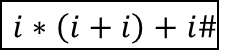 i * (i + i) + i#